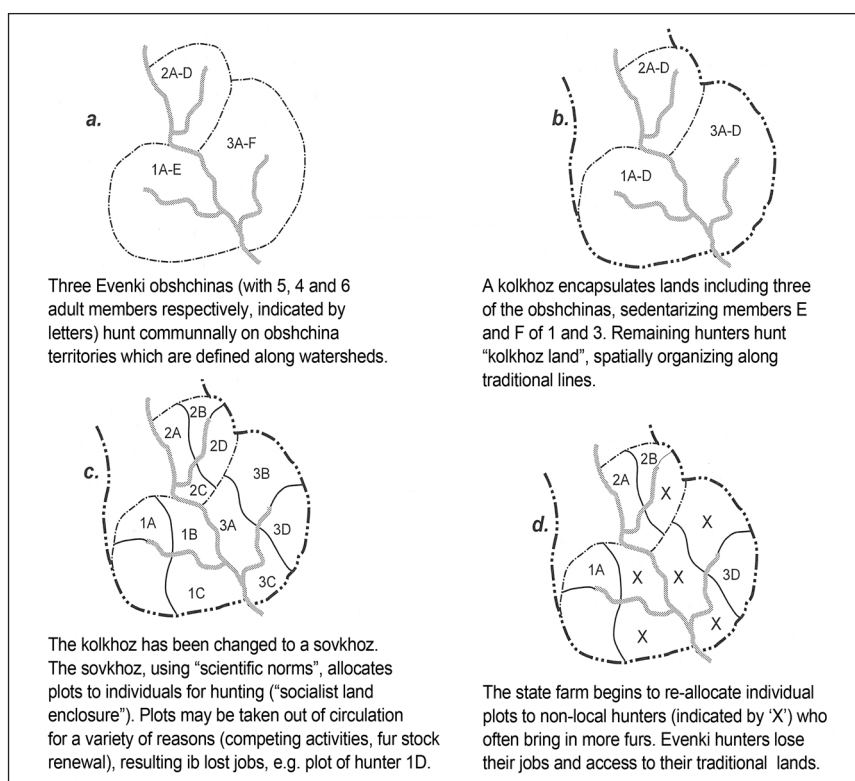 a.
2A-D
3A-F
1A-E
Three Evenki obshchinas (with 5, 4 and 6
adult members respectively, indicated by
letters) hunt communnally on obshchina
territories which are defined along watersheds.
b.
2A-D
3A-D
1A-D
A kolkhoz encapsulates lands including three
of the obshchinas, sedentarizing members E
and F of 1 and 3. Remaining hunters hunt
“kolkhoz land”, spatially organizing along
traditional lines.
c.
2B
2A
2D
3B
2C
1A
1B
3A
3D
1C
3C
The kolkhoz has been changed to a sovkhoz.
The sovkhoz, using “scientific norms”, allocates
plots to individuals for hunting (“socialist land
enclosure”). Plots may be taken out of circulation
for a variety of reasons (competing activities, fur stock
renewal), resulting ib lost jobs, e.g. plot of hunter 1D.
d.
2B
2A
X
X
1A
X
X
3D
X
X
The state farm begins to re-allocate individual
plots to non-local hunters (indicated by ‘X’) who
often bring in more furs. Evenki hunters lose
their jobs and access to their traditional lands.